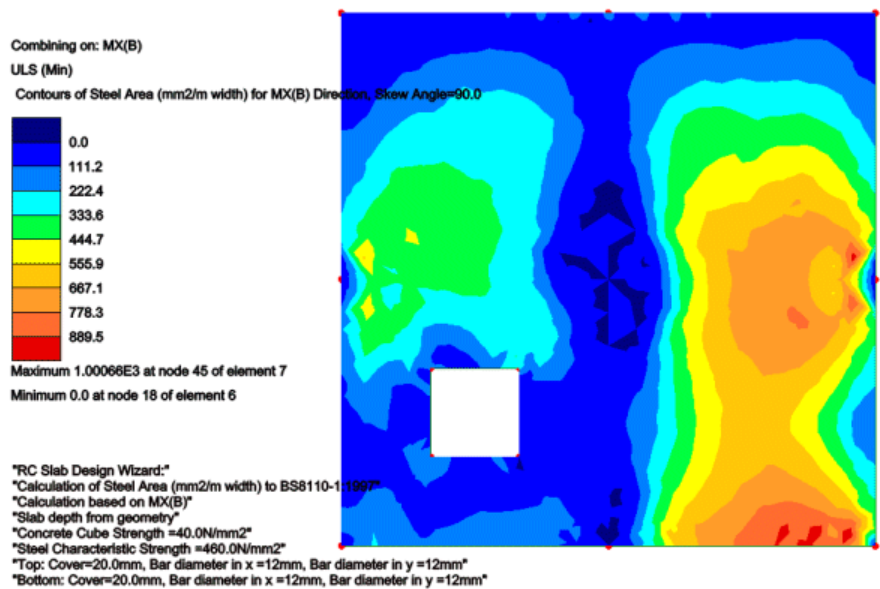 Combining on: MX(B)
ULS (Min)
Contours of Steel Area (mm2/m width) for MX(B) Direction, Skew Angle=90.0
0.0
111.2
222.4
333.6
444.7
555.9
667.1
778.3
889.5
Maximum 1.00066E3 at node 45 of element 7
Minimum 0.0 at node 18 of element 6
"RC Slab Design Wizard:"
"Calculation of Steel Area (mm2/m width) to BS8110-1:1997"
"Calculation based on MX(B)"
"Slab depth from geometry"
"Concrete Cube Strength =40.0N/mm2"
"Steel Characteristic Strength =460.0N/mm2"
"Top: Cover=20.0mm, Bar diameter in x =12mm, Bar diameter in y =12mm"
"Bottom: Cover=20.0mm, Bar diameter in x =12mm, Bar diameter in y =12mm"